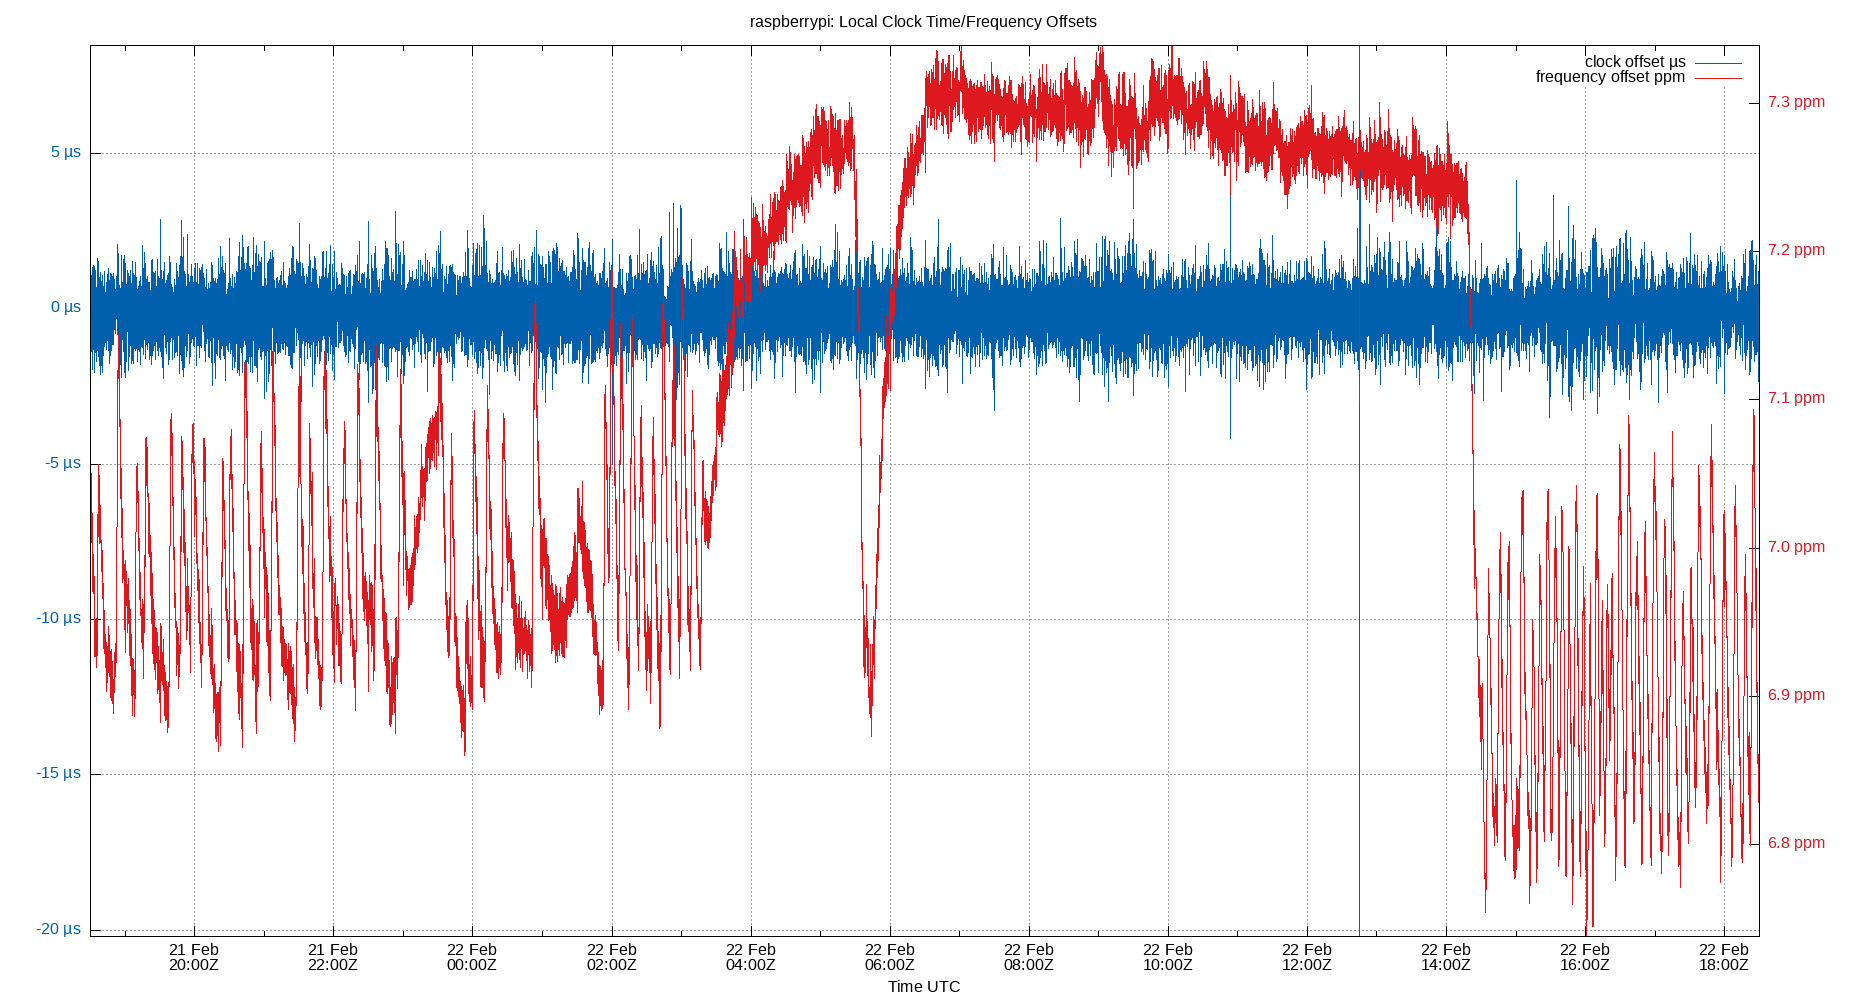 raspberrypi: Local Clock Time/Frequency Offsets
clock offset µs
frequency offset ppm
5 µs
0 µs
-5 µs
-10 µs
-15 µs
-20 µs
7.3 ppm
7.2 ppm
7.1 ppm
7.0 ppm
6.9 ppm
6.8 ppm
21 Feb 21 Feb 22 Feb 22 Feb 22 Feb 22 Feb 22 Feb 22 Feb 22 Feb 22 Feb 22 Feb 22 Feb
20:00Z 22:00Z 00:00Z 02:00Z 04:00Z 06:00Z 08:00Z 10:00Z 12:00Z 14:00Z 16:00Z 18:00Z
Time UTC